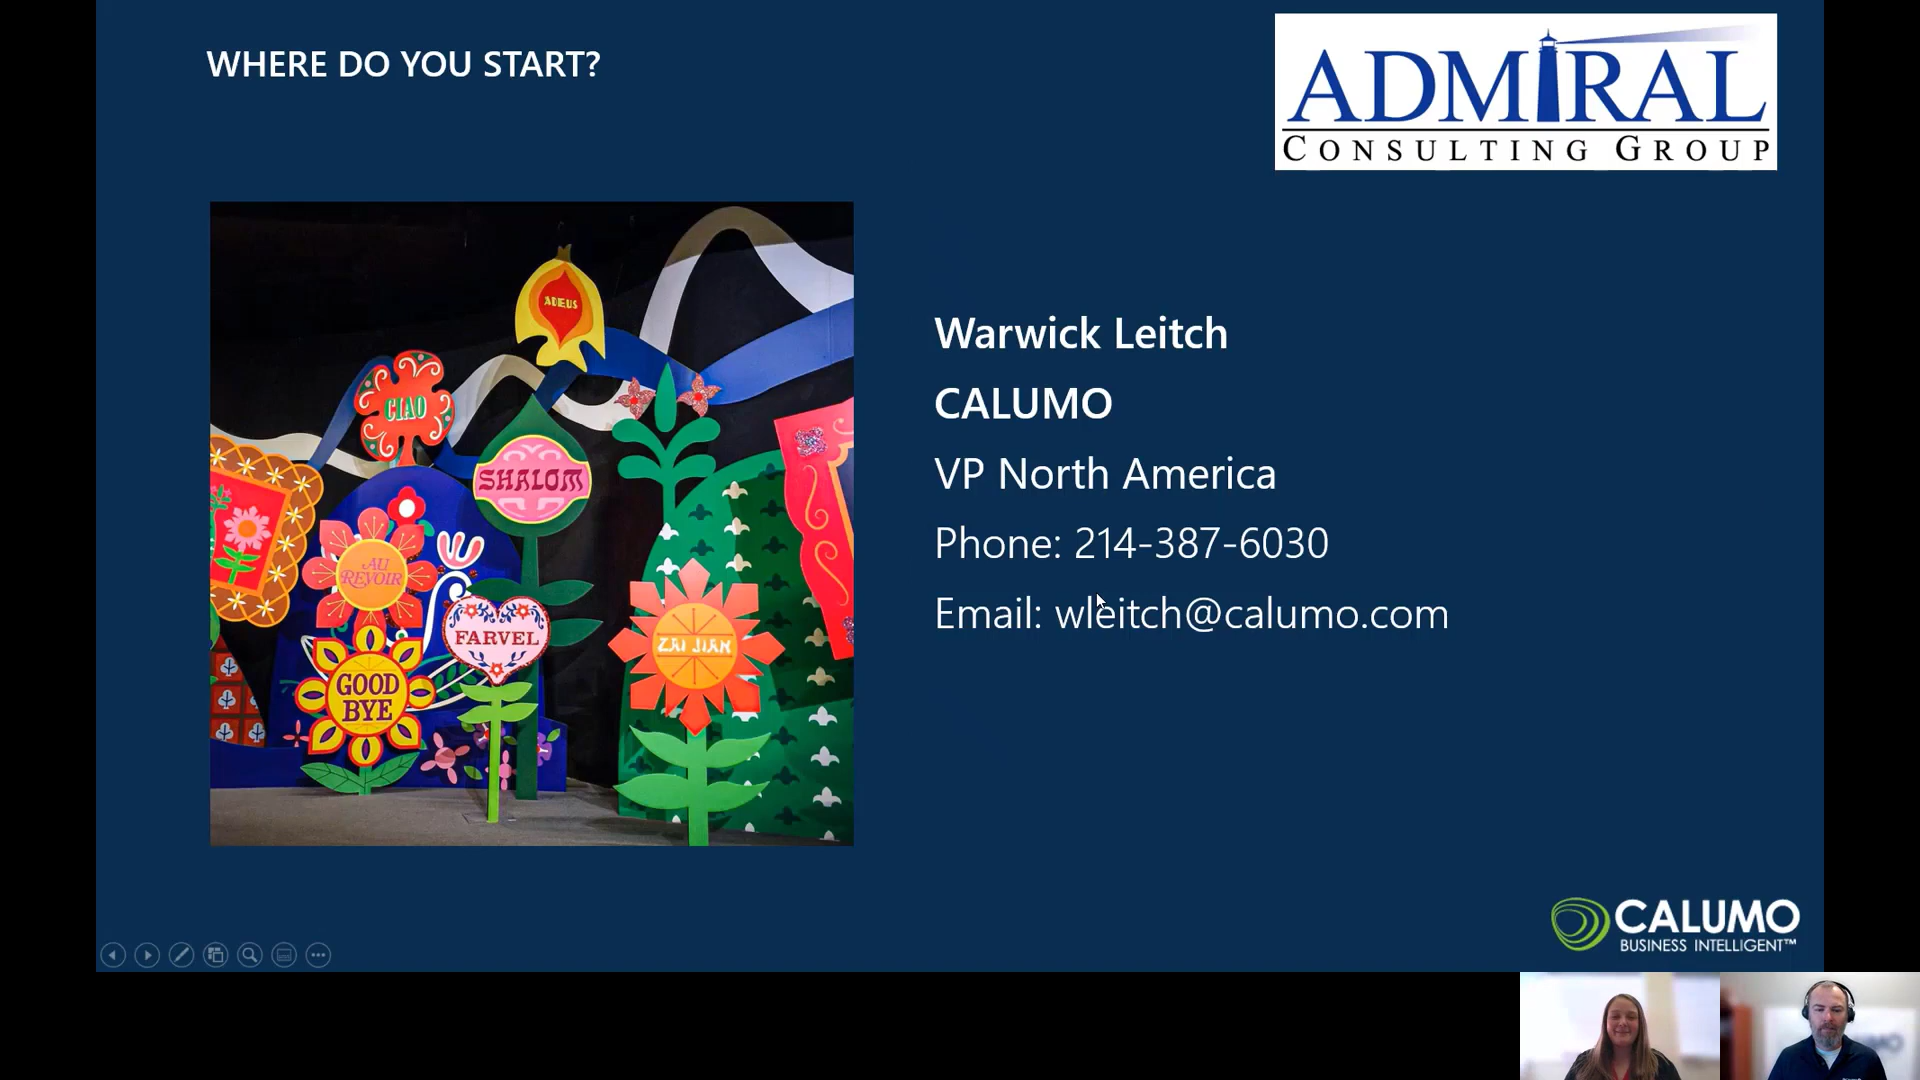 WHERE DO YOU START?
ADMIRAL
CONSULTING GROUP
ADEUS
CIAO
SHALOM
AU
REVOIR
FARVEL
ZAI JIAN
GOOD
BYE
Warwick Leitch
CALUMO
VP North America
Phone: 214-387-6030
Email: wleitch@calumo.com
CALUMO
BUSINESS INTELLIGENT™